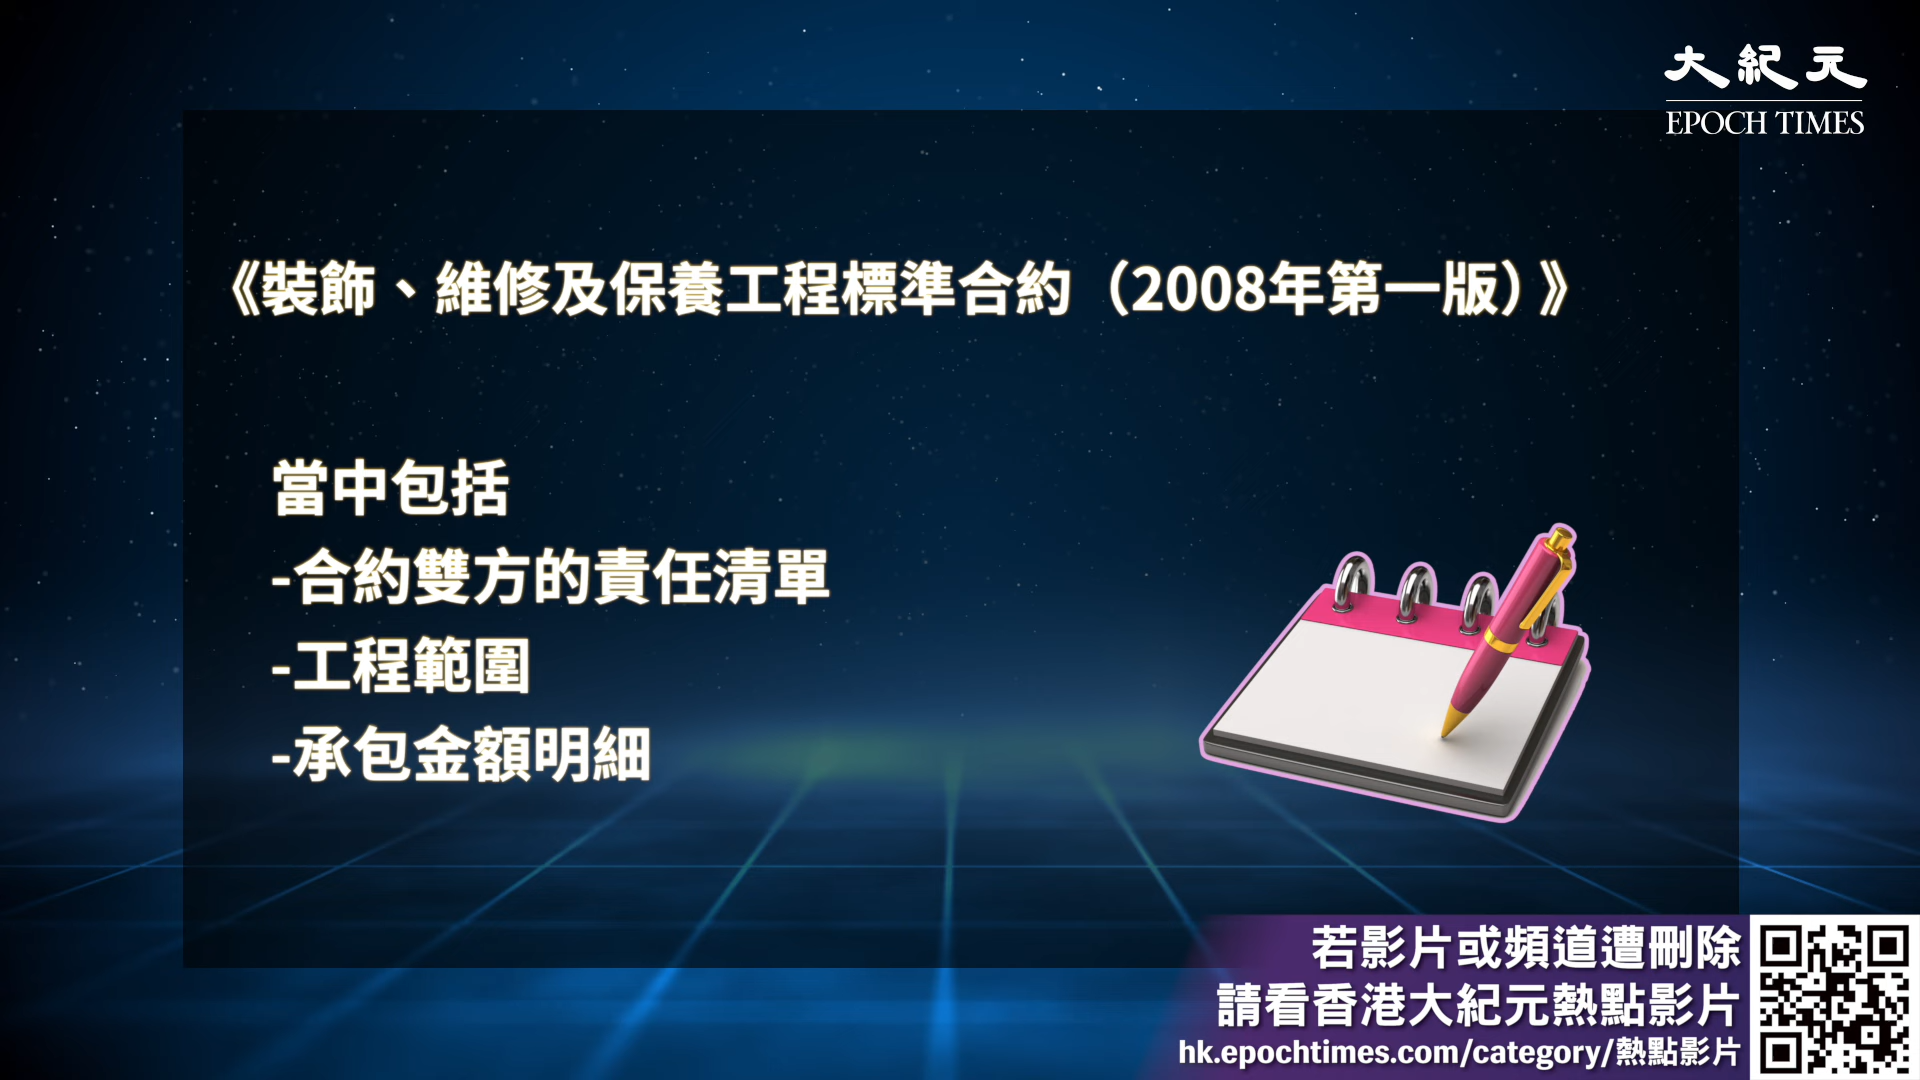 大紀元
EPOCH TIMES
《裝飾、維修及保養工程標準合約（2008年第一版）》
當中包括
-合約雙方的責任清單
-工程範圍
-承包金額明細
若影片或頻道遭刪除
請看香港大紀元熱點影片
hk.epochtimes.com/category/熱點影片